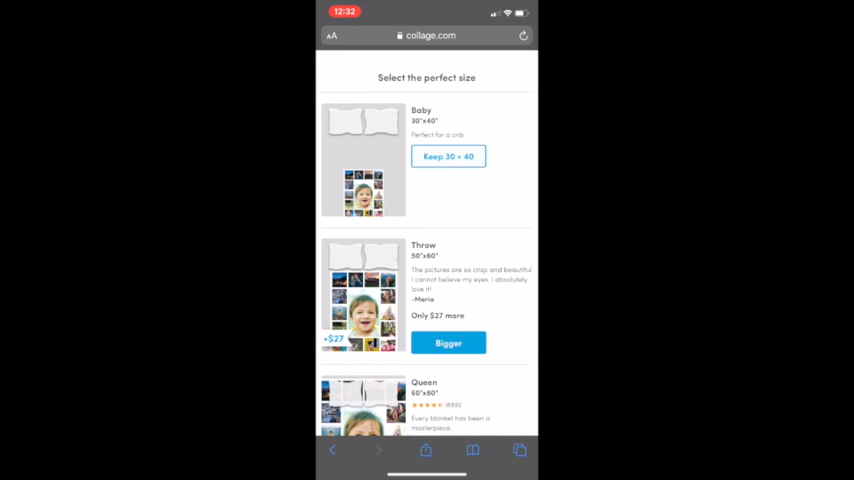 12:32
AA
collage.com
Select the perfect size
Baby
30"x40"
Perfect for a crib
Keep 30 × 40
Throw
50"x60"
The pictures are so crisp and beautiful
I cannot believe my eyes. I absolutely
love it!
-Maria
Only $27 more
+$27
Bigger
Queen
60"x80"
18832
Every blanket has been a
masterpiece.